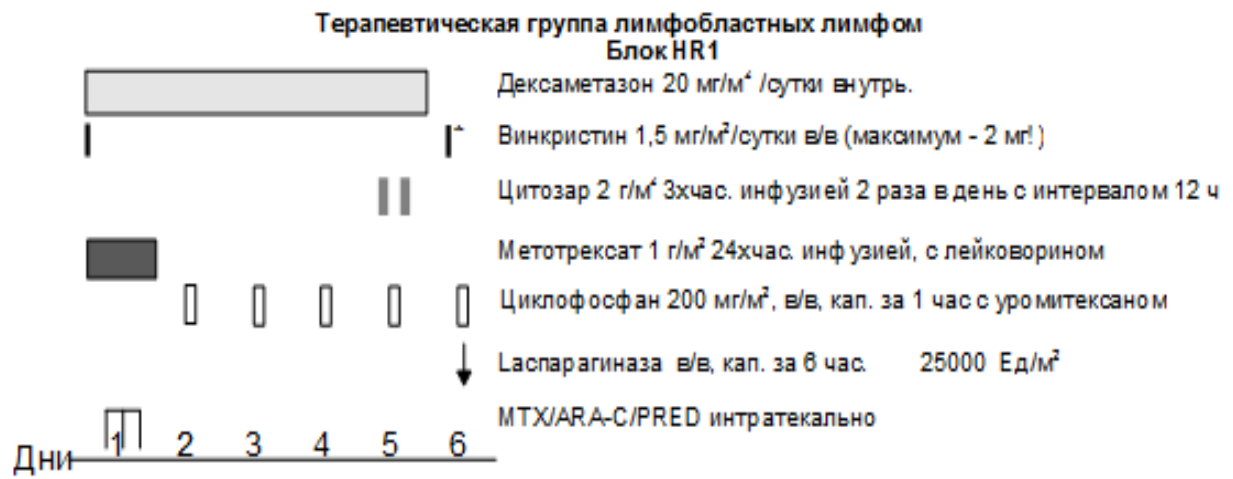 Терапевтическая группа лимфобластных лимфом
Блок HR1
Дексаметазон 20 мг/м² /сутки внутрь.
Винкристин 1,5 мг/м²/сутки в/в (максимум - 2 мг!)
Цитозар 2 г/м² 3хчас. инфузией 2 раза в день с интервалом 12 ч
Метотрексат 1 г/м² 24хчас. инфузией, с лейковорином
Циклофосфан 200 мг/м², в/в, кап. за 1 час с уромитексаном
Lаспарагиназа в/в, кап. за 6 час. 25000 Ед/м²
MTX/ARA-C/PRED интратекально
Дни 1 2 3 4 5 6